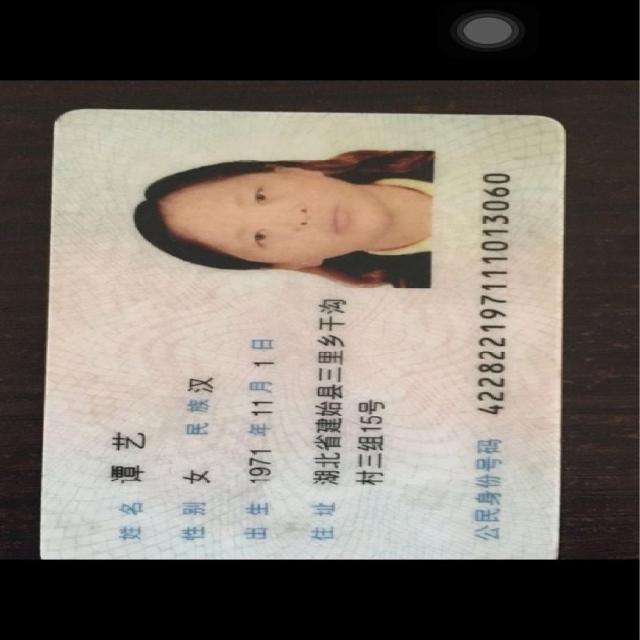 姓名 谭艺
性别 女 民族 汉
出生 1971 年 11 月 1 日
住址 湖北省建始县三里乡干沟
村三组15号
公民身份号码 422822197111013060